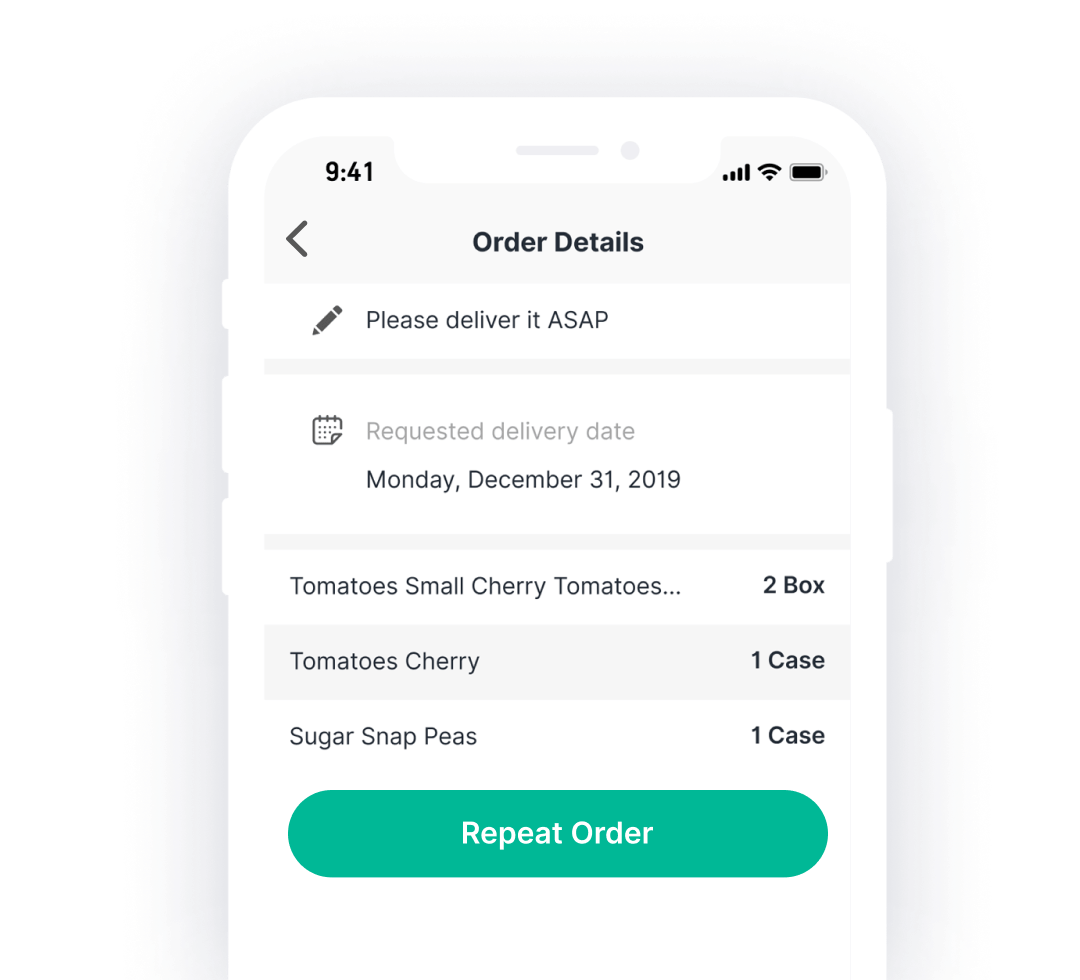 9:41
Order Details
Please deliver it ASAP
Requested delivery date
Monday, December 31, 2019
Tomatoes Small Cherry Tomatoes... 2 Box
Tomatoes Cherry 1 Case
Sugar Snap Peas 1 Case
Repeat Order